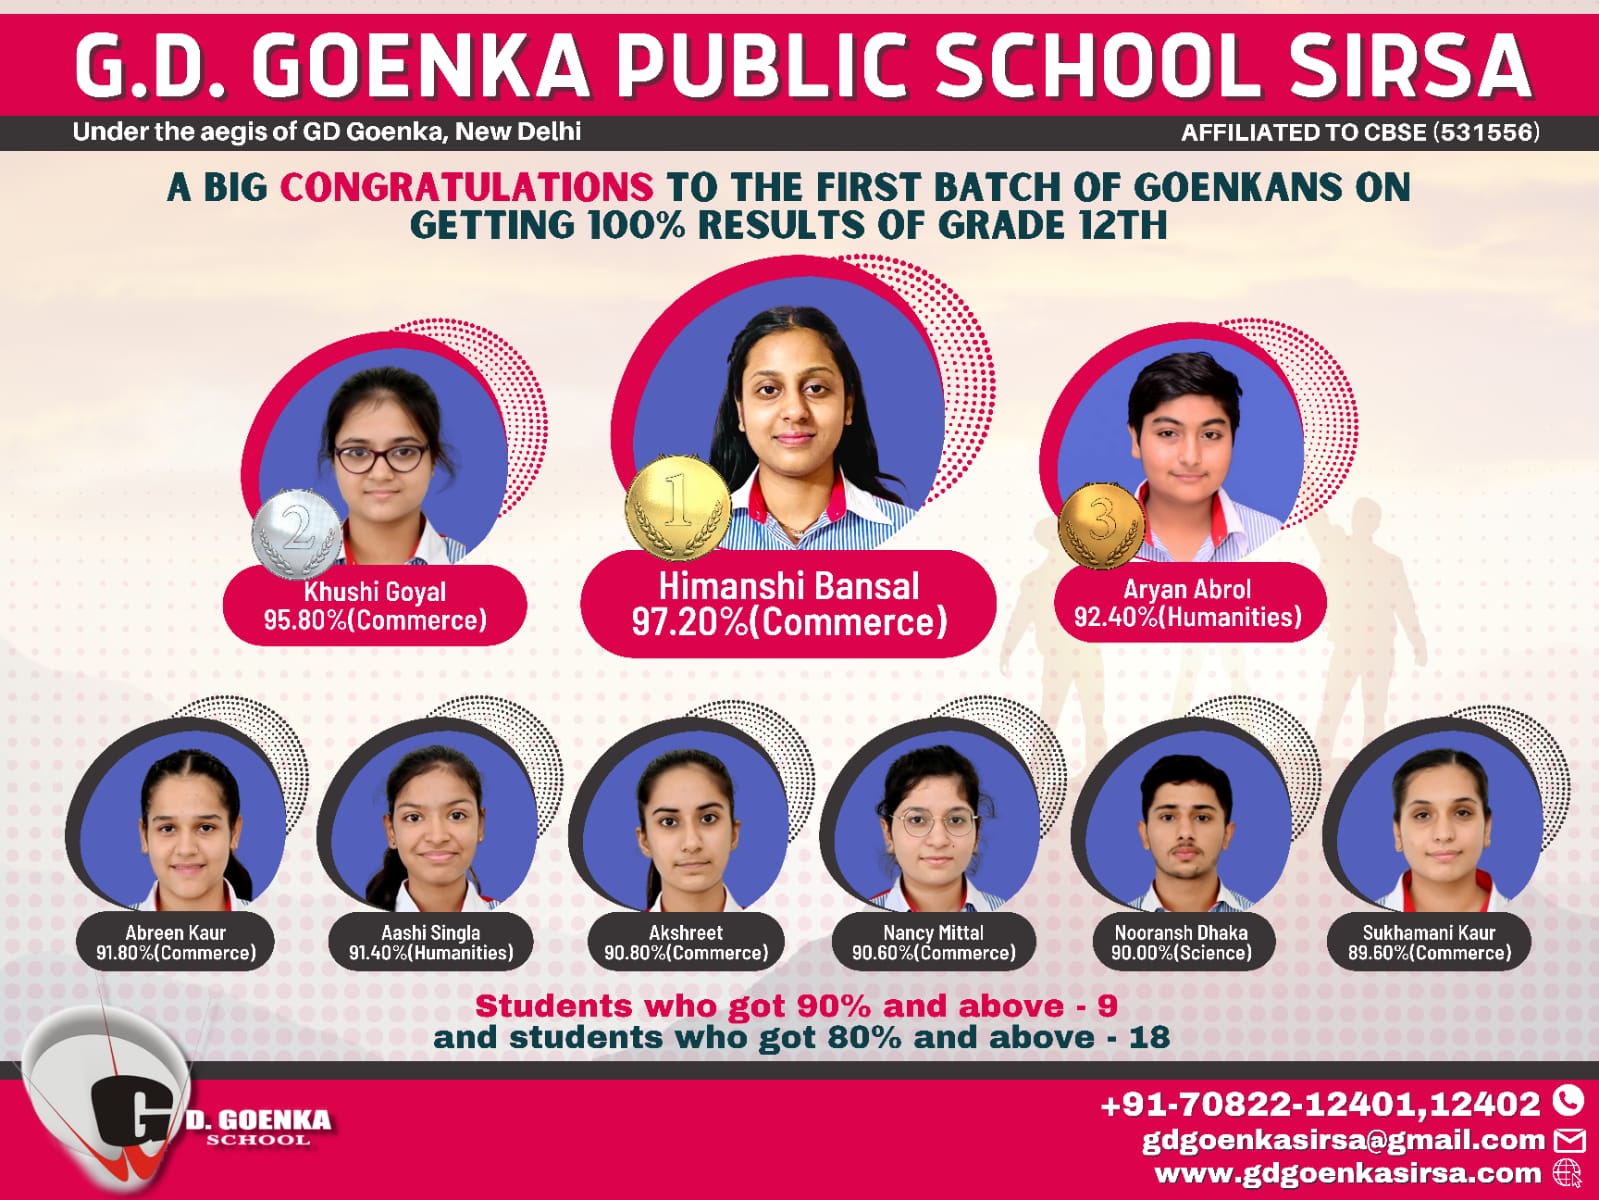 G.D. GOENKA PUBLIC SCHOOL SIRSA
Under the aegis of GD Goenka, New Delhi
AFFILIATED TO CBSE (531556)
A BIG CONGRATULATIONS TO THE FIRST BATCH OF GOENKANS ON
GETTING 100% RESULTS OF GRADE 12TH
2
Khushi Goyal
95.80%(Commerce)
1
Himanshi Bansal
97.20%(Commerce)
3
Aryan Abrol
92.40%(Humanities)
Abreen Kaur
91.80%(Commerce)
Aashi Singla
91.40%(Humanities)
Akshreet
90.80%(Commerce)
Nancy Mittal
90.60%(Commerce)
Nooransh Dhaka
90.00%(Science)
Sukhamani Kaur
89.60%(Commerce)
Students who got 90% and above - 9
and students who got 80% and above - 18
G D. GOENKA
SCHOOL
+91-70822-12401,12402
gdgoenkasirsa@gmail.com
www.gdgoenkasirsa.com